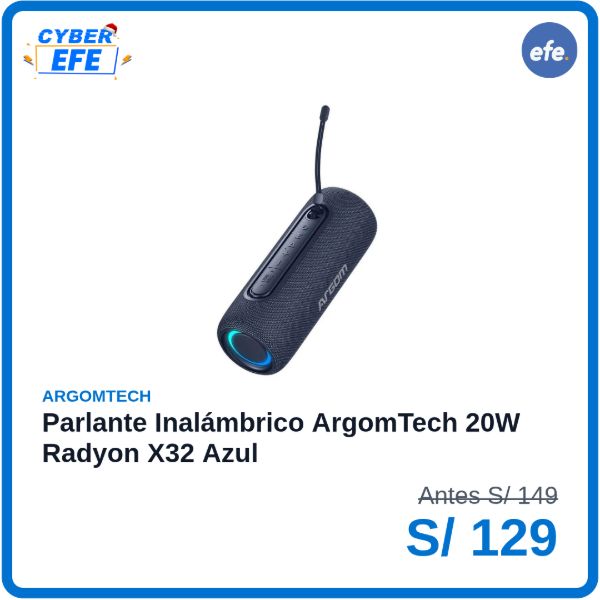 CYBER
EFE
efe.
ARGOM
ARGOMTECH
Parlante Inalámbrico ArgomTech 20W
Radyon X32 Azul
Antes S/ 149
S/ 129